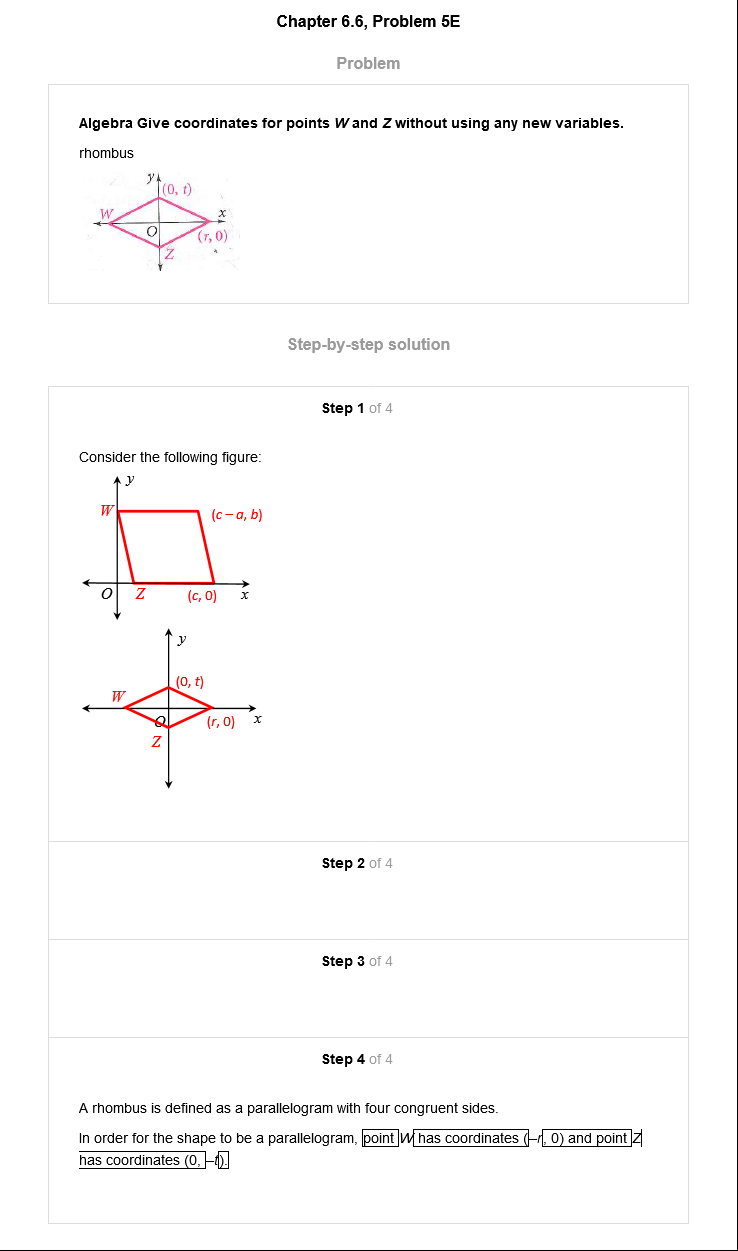 Chapter 6.6, Problem 5E
Problem
Algebra Give coordinates for points W and Z without using any new variables.
rhombus
y
(0, t)
W
x
O
(r, 0)
Z
Step-by-step solution
Step 1 of 4
Consider the following figure:
y
W
(c – a, b)
O
Z
(c, 0)
x
y
(0, t)
W
O
(r, 0)
x
Z
Step 2 of 4
Step 3 of 4
Step 4 of 4
A rhombus is defined as a parallelogram with four congruent sides.
In order for the shape to be a parallelogram, point W has coordinates (–r, 0) and point Z
has coordinates (0, –t).